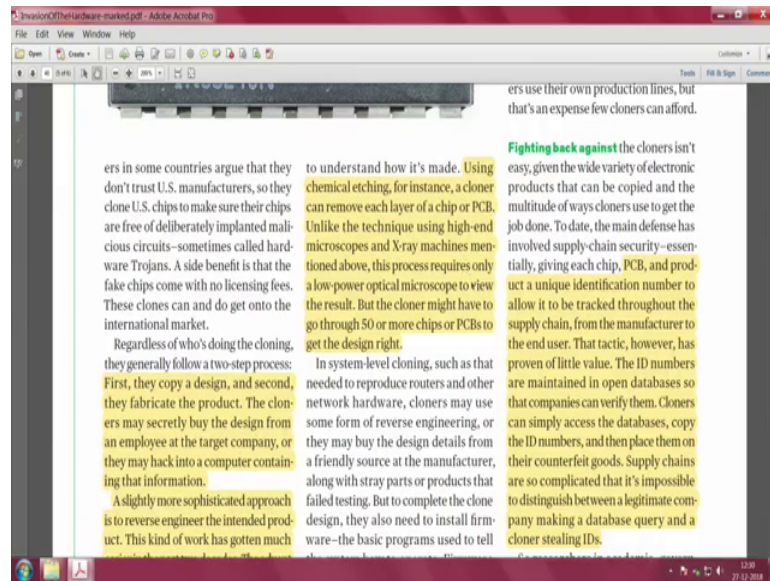 InvasionOfTheHardware-marked.pdf - Adobe Acrobat Pro
File Edit View Window Help
Open Create Customize
(5 of 6) 200% Tools Fill & Sign Commen
ers in some countries argue that they
don't trust U.S. manufacturers, so they
clone U.S. chips to make sure their chips
are free of deliberately implanted mali-
cious circuits—sometimes called hard-
ware Trojans. A side benefit is that the
fake chips come with no licensing fees.
These clones can and do get onto the
international market.
Regardless of who's doing the cloning,
they generally follow a two-step process:
First, they copy a design, and second,
they fabricate the product. The clon-
ers may secretly buy the design from
an employee at the target company, or
they may hack into a computer contain-
ing that information.
A slightly more sophisticated approach
is to reverse engineer the intended prod-
uct. This kind of work has gotten much
to understand how it's made. Using
chemical etching, for instance, a cloner
can remove each layer of a chip or PCB.
Unlike the technique using high-end
microscopes and X-ray machines men-
tioned above, this process requires only
a low-power optical microscope to view
the result. But the cloner might have to
go through 50 or more chips or PCBs to
get the design right.
In system-level cloning, such as that
needed to reproduce routers and other
network hardware, cloners may use
some form of reverse engineering, or
they may buy the design details from
a friendly source at the manufacturer,
along with stray parts or products that
failed testing. But to complete the clone
design, they also need to install firm-
ware—the basic programs used to tell
ers use their own production lines, but
that's an expense few cloners can afford.
Fighting back against the cloners isn't
easy, given the wide variety of electronic
products that can be copied and the
multitude of ways cloners use to get the
job done. To date, the main defense has
involved supply-chain security—essen-
tially, giving each chip, PCB, and prod-
uct a unique identification number to
allow it to be tracked throughout the
supply chain, from the manufacturer to
the end user. That tactic, however, has
proven of little value. The ID numbers
are maintained in open databases so
that companies can verify them. Cloners
can simply access the databases, copy
the ID numbers, and then place them on
their counterfeit goods. Supply chains
are so complicated that it's impossible
to distinguish between a legitimate com-
pany making a database query and a
cloner stealing IDs.
12:30
27-12-2018